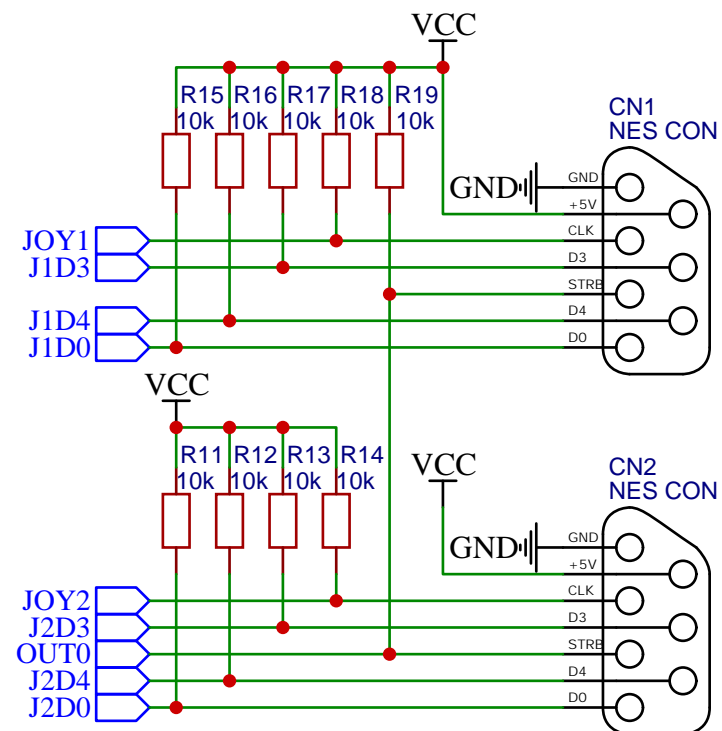 VCC
R15 R16 R17 R18 R19
10k 10k 10k 10k 10k
CN1
NES CON
GND
GND
+5V
JOY1
CLK
J1D3
D3
STRB
J1D4
D4
J1D0
D0
VCC
R11 R12 R13 R14
10k 10k 10k 10k
VCC
CN2
NES CON
GND
GND
+5V
JOY2
CLK
J2D3
D3
OUT0
STRB
J2D4
D4
J2D0
D0